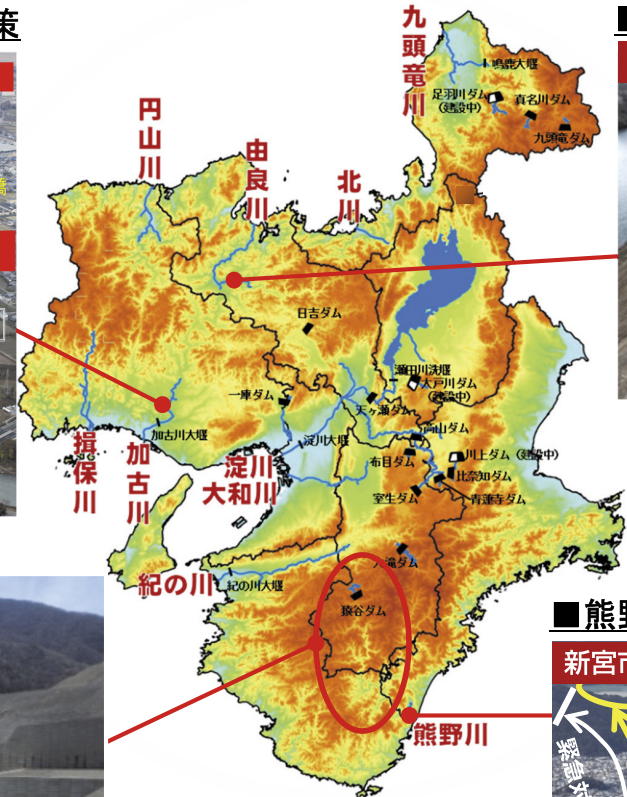 策
■
九頭竜川
鳴鹿大堰
足羽川ダム
(建設中)
真名川ダム
九頭竜ダム
円山川
由良川
北川
日吉ダム
瀬田川洗堰
大戸川ダム
(建設中)
天ヶ瀬ダム
一庫ダム
加古川大堰
淀川大堰
高山ダム
川上ダム (建設中)
布目ダム
比奈知ダム
室生ダム
青蓮寺ダム
揖保川
加古川
淀川
大和川
大滝ダム
紀の川
紀の川大堰
猿谷ダム
熊野川
■熊野
新宮市
緊急対